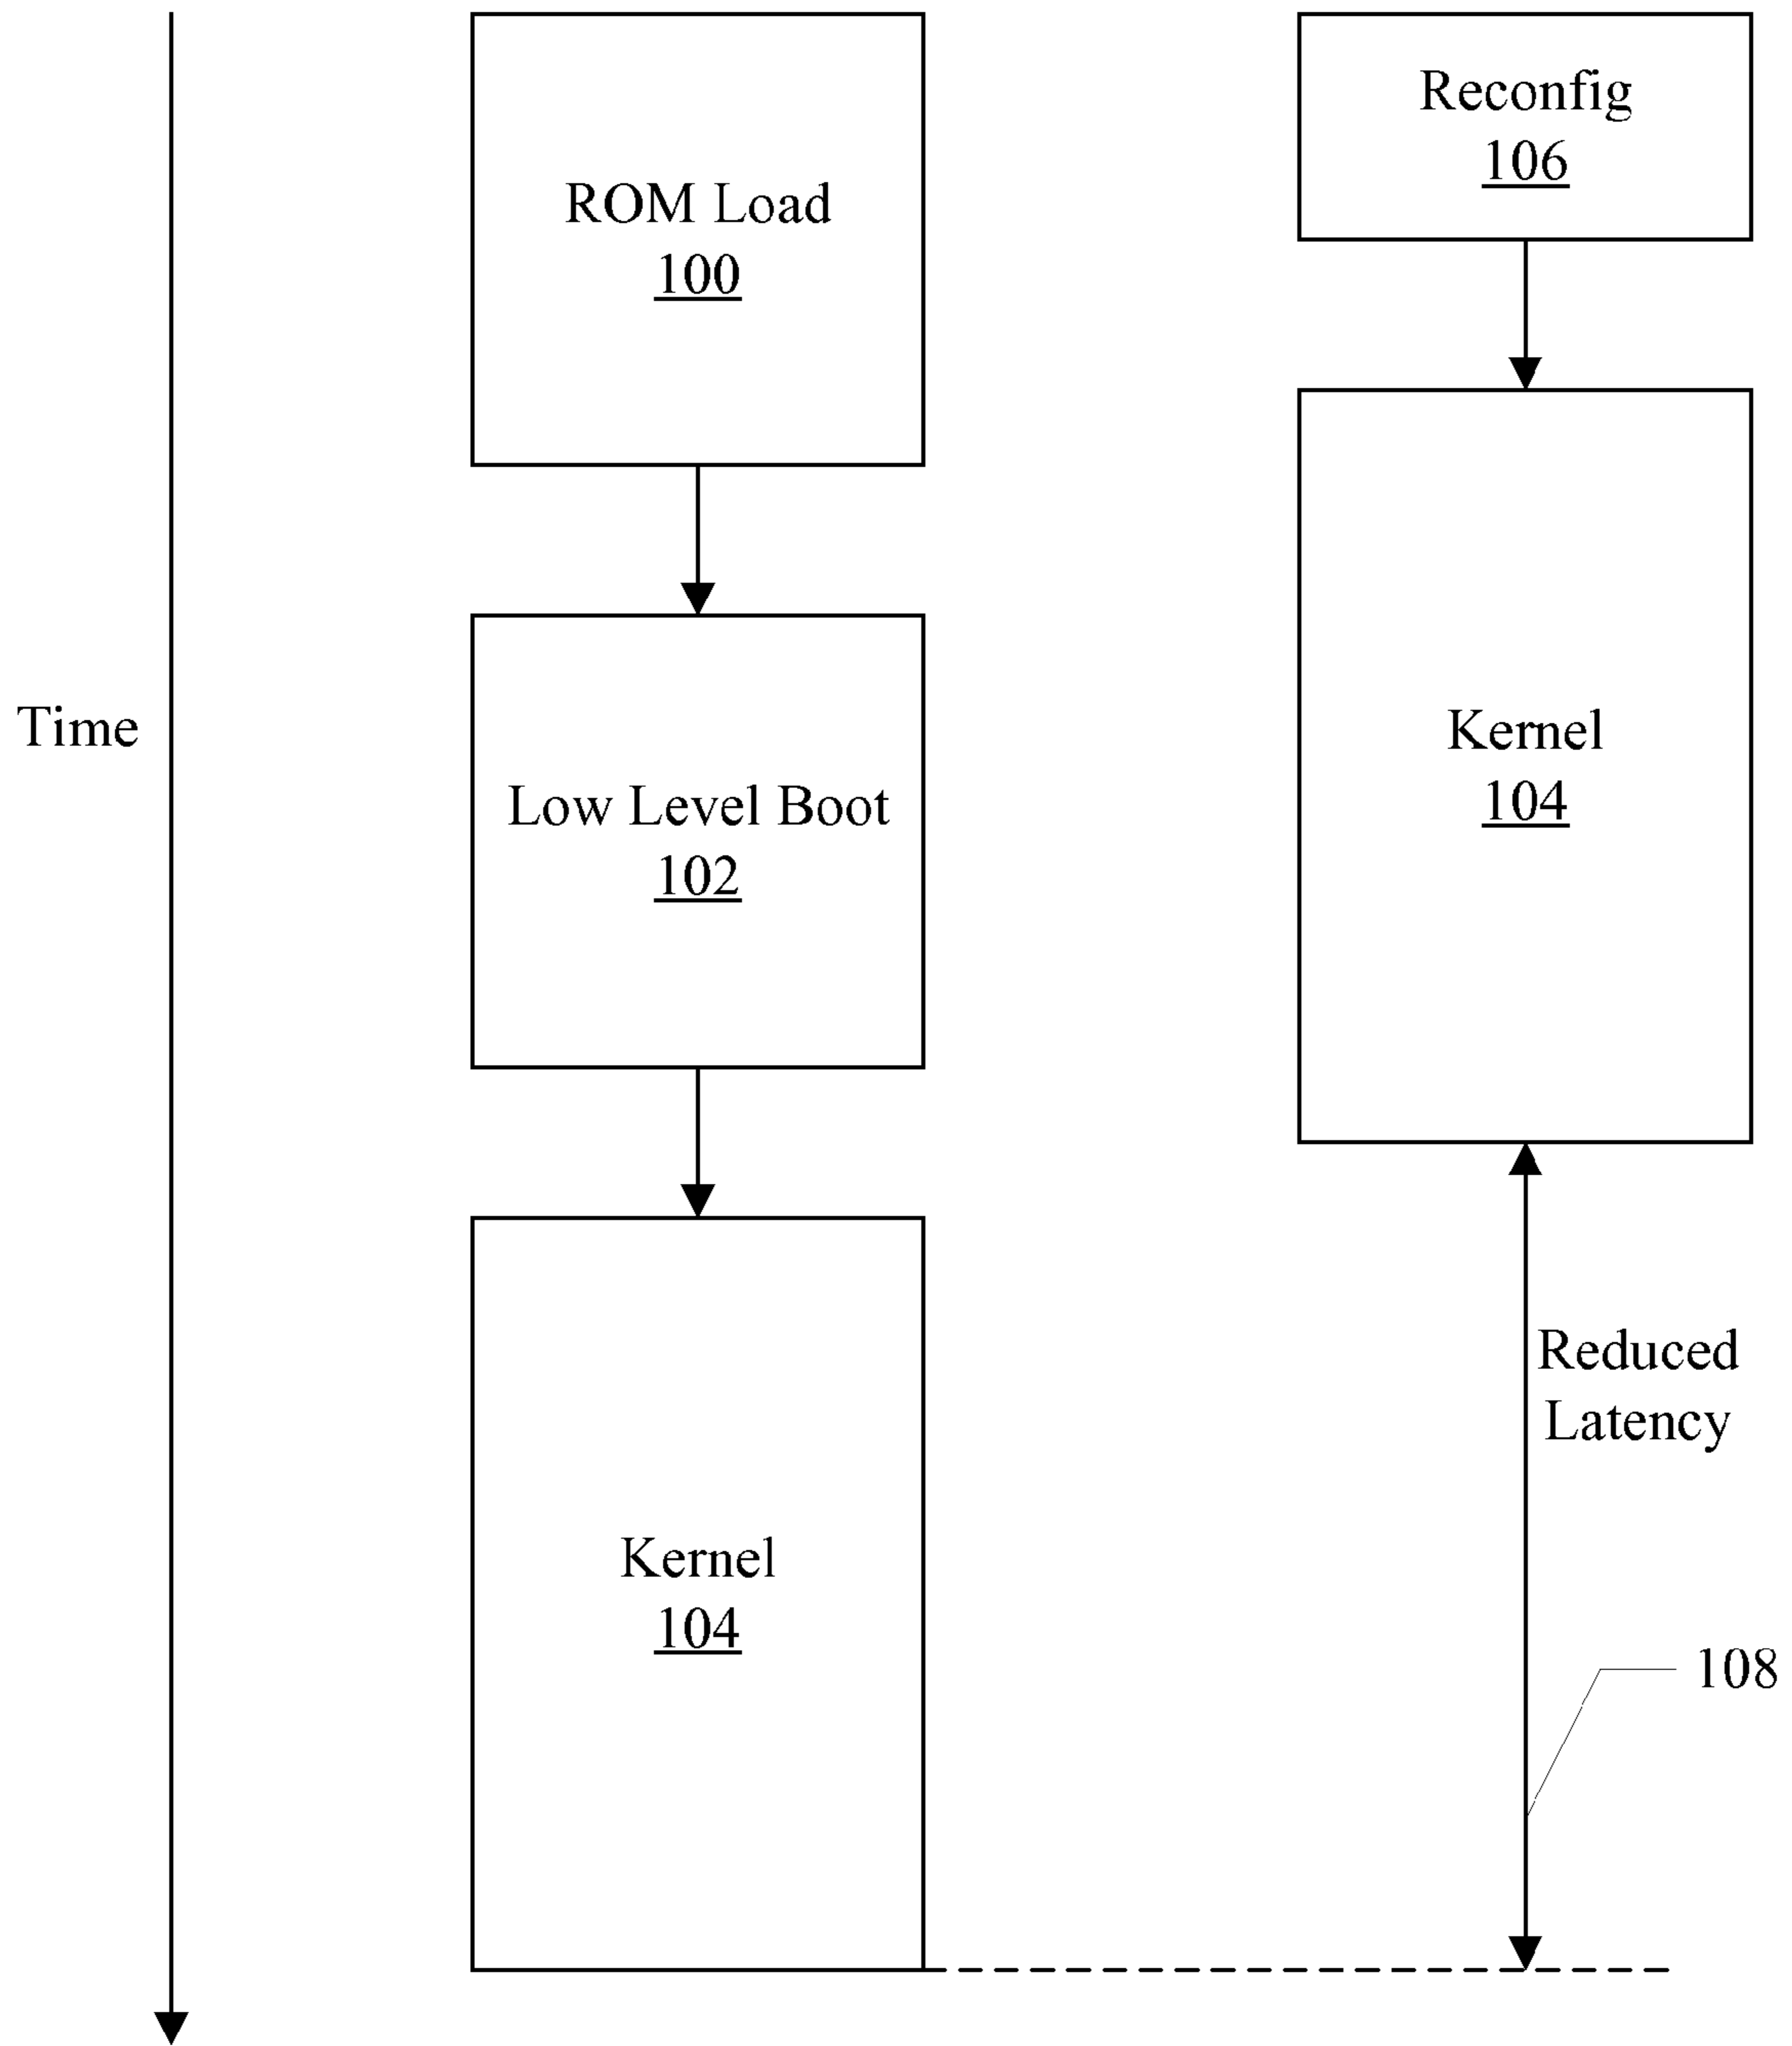 Time
ROM Load
100
Low Level Boot
102
Kernel
104
Reconfig
106
Kernel
104
Reduced
Latency
108